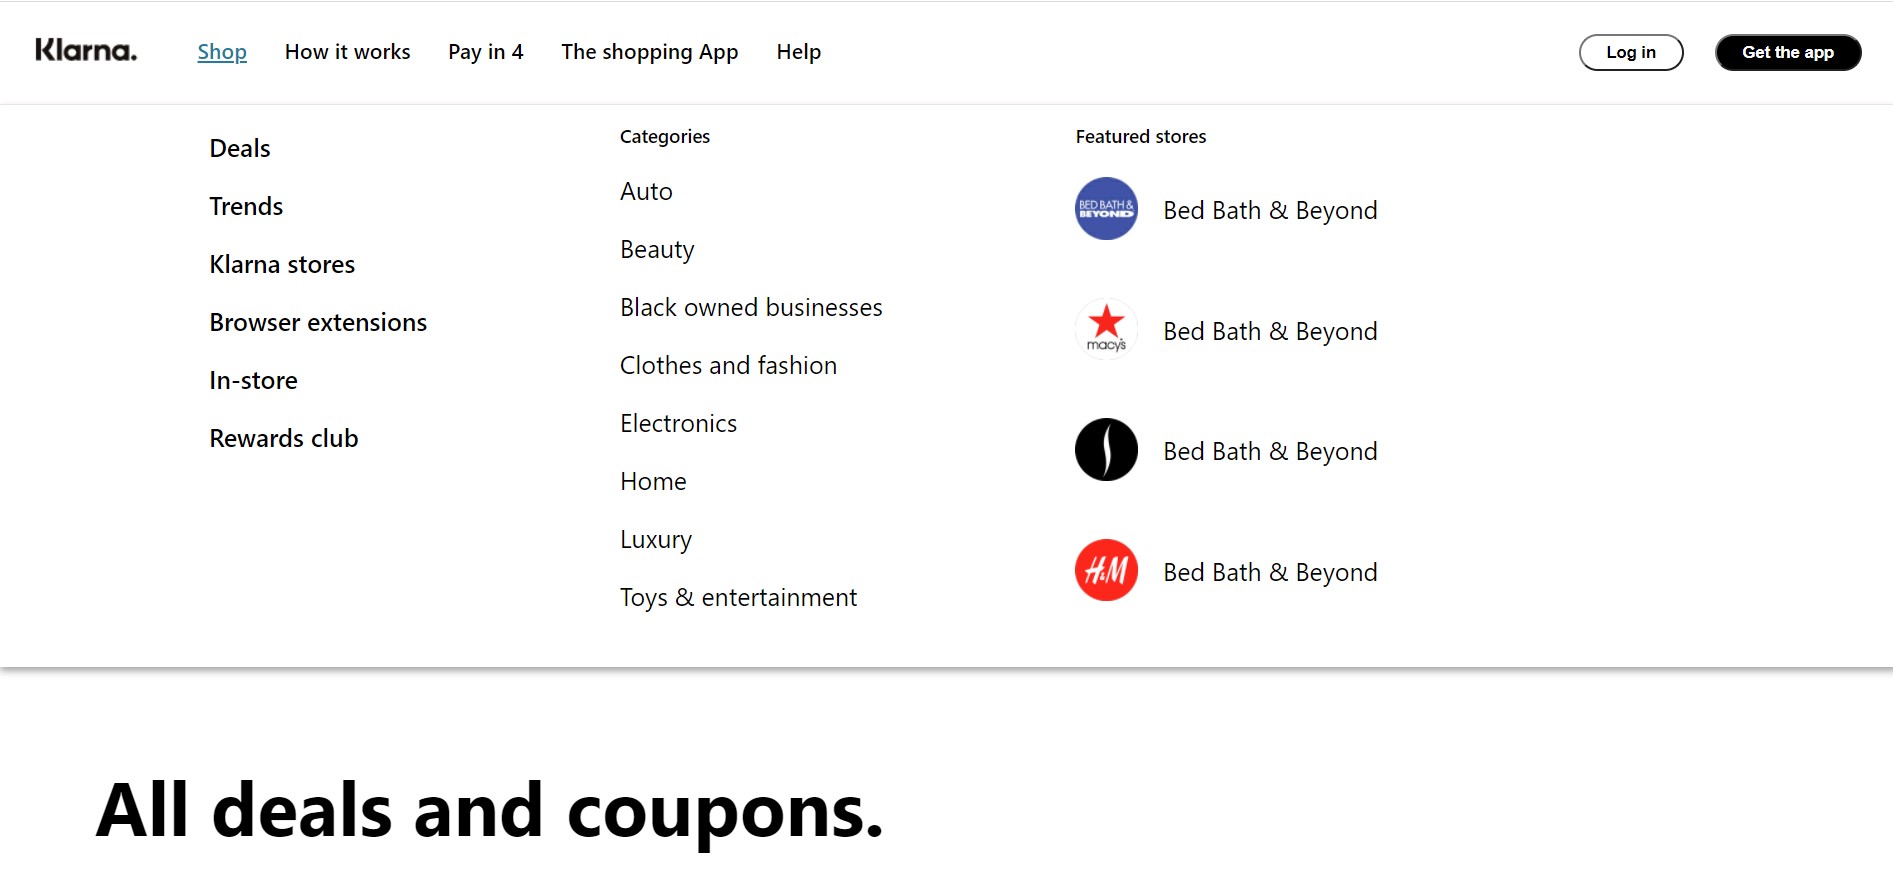 Klarna.
Shop How it works Pay in 4 The shopping App Help Log in Get the app
Deals
Trends
Klarna stores
Browser extensions
In-store
Rewards club
Categories
Auto
Beauty
Black owned businesses
Clothes and fashion
Electronics
Home
Luxury
Toys & entertainment
Featured stores
BED BATH &
BEYOND
Bed Bath & Beyond
macy's
Bed Bath & Beyond
Bed Bath & Beyond
H&M
Bed Bath & Beyond
All deals and coupons.